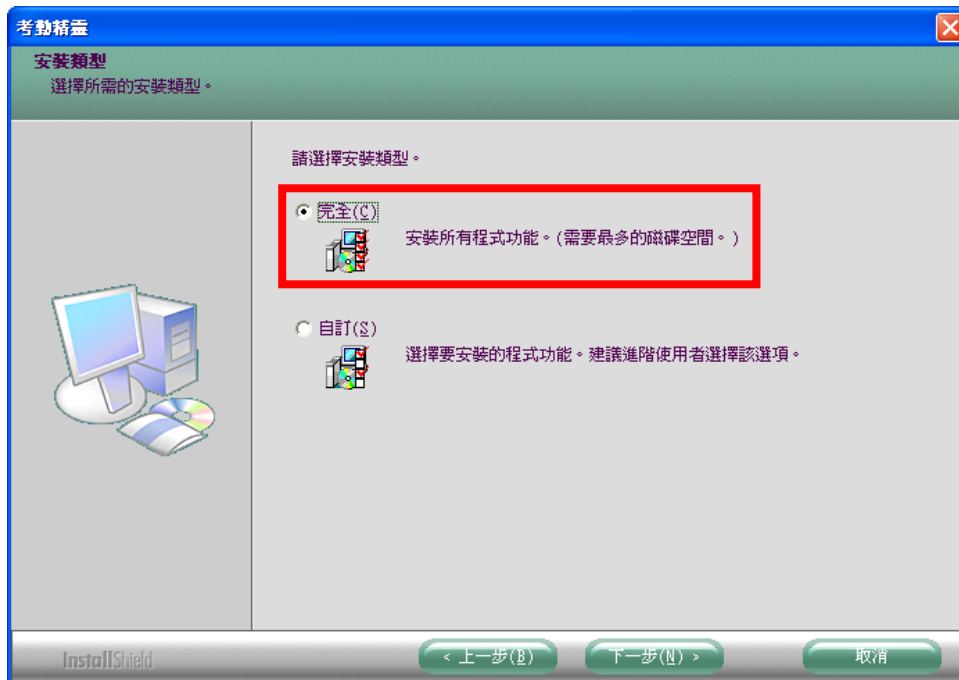 考勤精靈
安裝類型
選擇所需的安裝類型。
請選擇安裝類型。
完全(C)
安裝所有程式功能。(需要最多的磁碟空間。)
自訂(S)
選擇要安裝的程式功能。建議進階使用者選擇該選項。
InstallShield
< 上一步(B)
下一步(N) >
取消